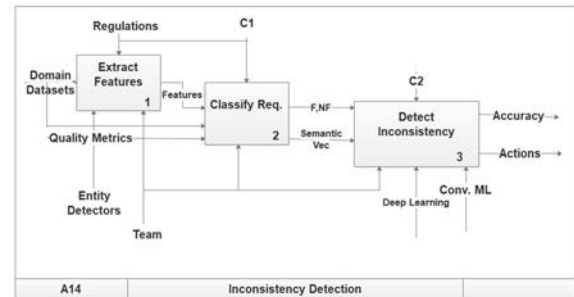 Regulations
C1
Extract
Features
1
Domain
Datasets
Features
Classify Req.
2
C2
F,NF
Semantic
Vec
Detect
Inconsistency
3
Accuracy
Actions
Quality Metrics
Entity
Detectors
Team
Deep Learning
Conv. ML
A14
Inconsistency Detection